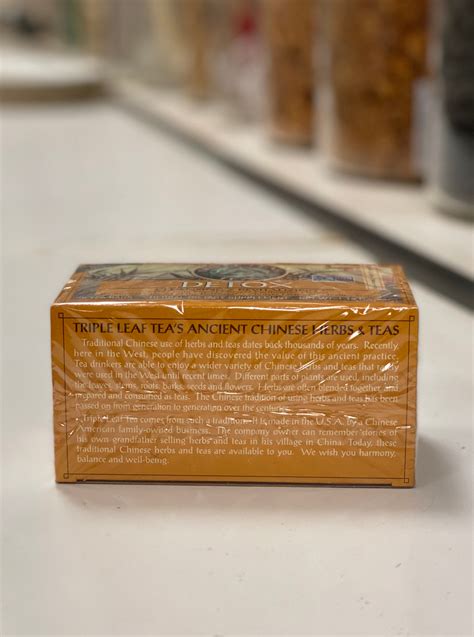 DETOX
TRIPLE LEAF TEA'S ANCIENT CHINESE HERBS & TEAS
Traditional Chinese use of herbs and teas dates back thousands of years. Recently,
here in the West, people have discovered the value of this ancient practice.
Tea drinkers are able to enjoy a wider variety of Chinese herbs and teas that rarely
were used in the West until recent times. Different parts of plants are used, including
the flower, stems, roots, barks, seeds and flowers. Herbs are often blended together and
prepared and consumed as teas. The Chinese tradition of using herbs and teas has been
passed on from generation to generation over the centuries.
Triple Leaf Tea comes from such a tradition. It is made in the U.S.A. by a Chinese
American family-owned business. The company owner can remember stories of
his own grandfather selling herbs and teas in his village in China. Today, these
traditional Chinese herbs and teas are available to you. We wish you harmony,
balance and well-being.